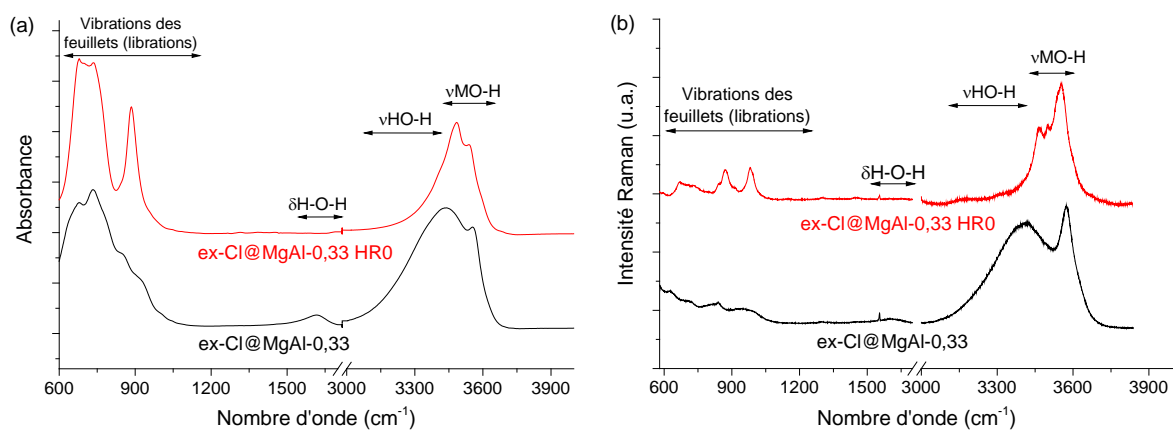 (a)
Vibrations des
feuillets (librations)
νMO-H
νHO-H
δH-O-H
ex-Cl@MgAl-0,33 HR0
ex-Cl@MgAl-0,33
Absorbance
600 900 1200 1500 3000 3300 3600 3900
Nombre d'onde (cm⁻¹)
(b)
νMO-H
νHO-H
Vibrations des
feuillets (librations)
δH-O-H
ex-Cl@MgAl-0,33 HR0
ex-Cl@MgAl-0,33
Intensité Raman (u.a.)
600 900 1200 1500 3000 3300 3600 3900
Nombre d'onde (cm⁻¹)